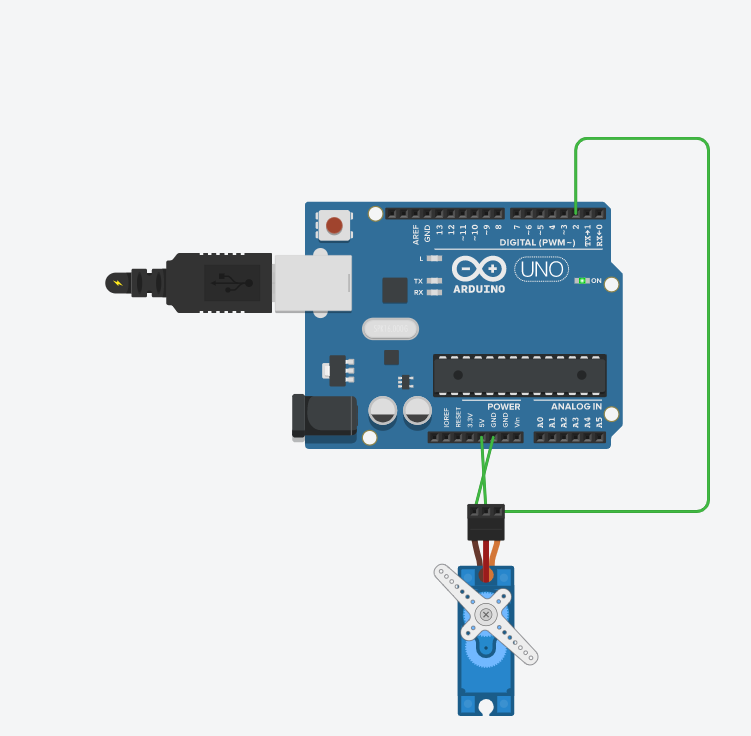 AREF
GND
13
12
~11
~10
~9
8
7
~6
~5
4
~3
2
TX→1
RX←0
DIGITAL (PWM~)
L
TX
RX
ARDUINO
UNO
ON
POWER
ANALOG IN
IOREF
RESET
3.3V
5V
GND
GND
Vin
A0
A1
A2
A3
A4
A5